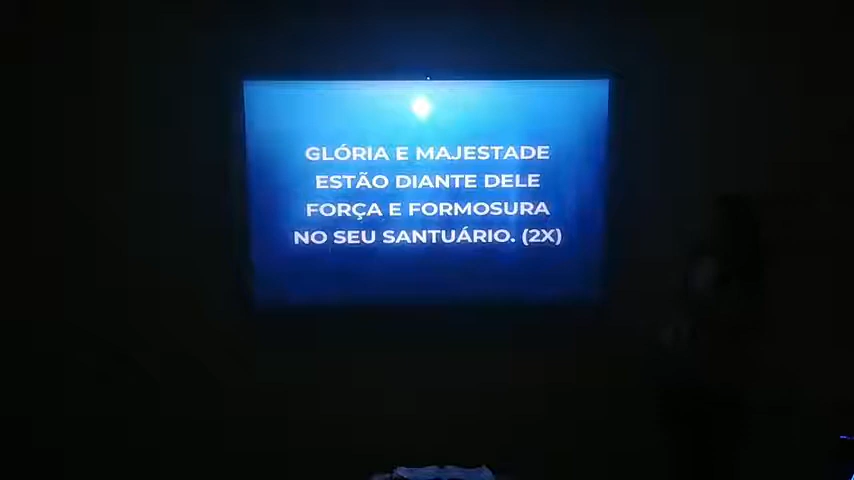 GLÓRIA E MAJESTADE
ESTÃO DIANTE DELE
FORÇA E FORMOSURA
NO SEU SANTUÁRIO. (2X)